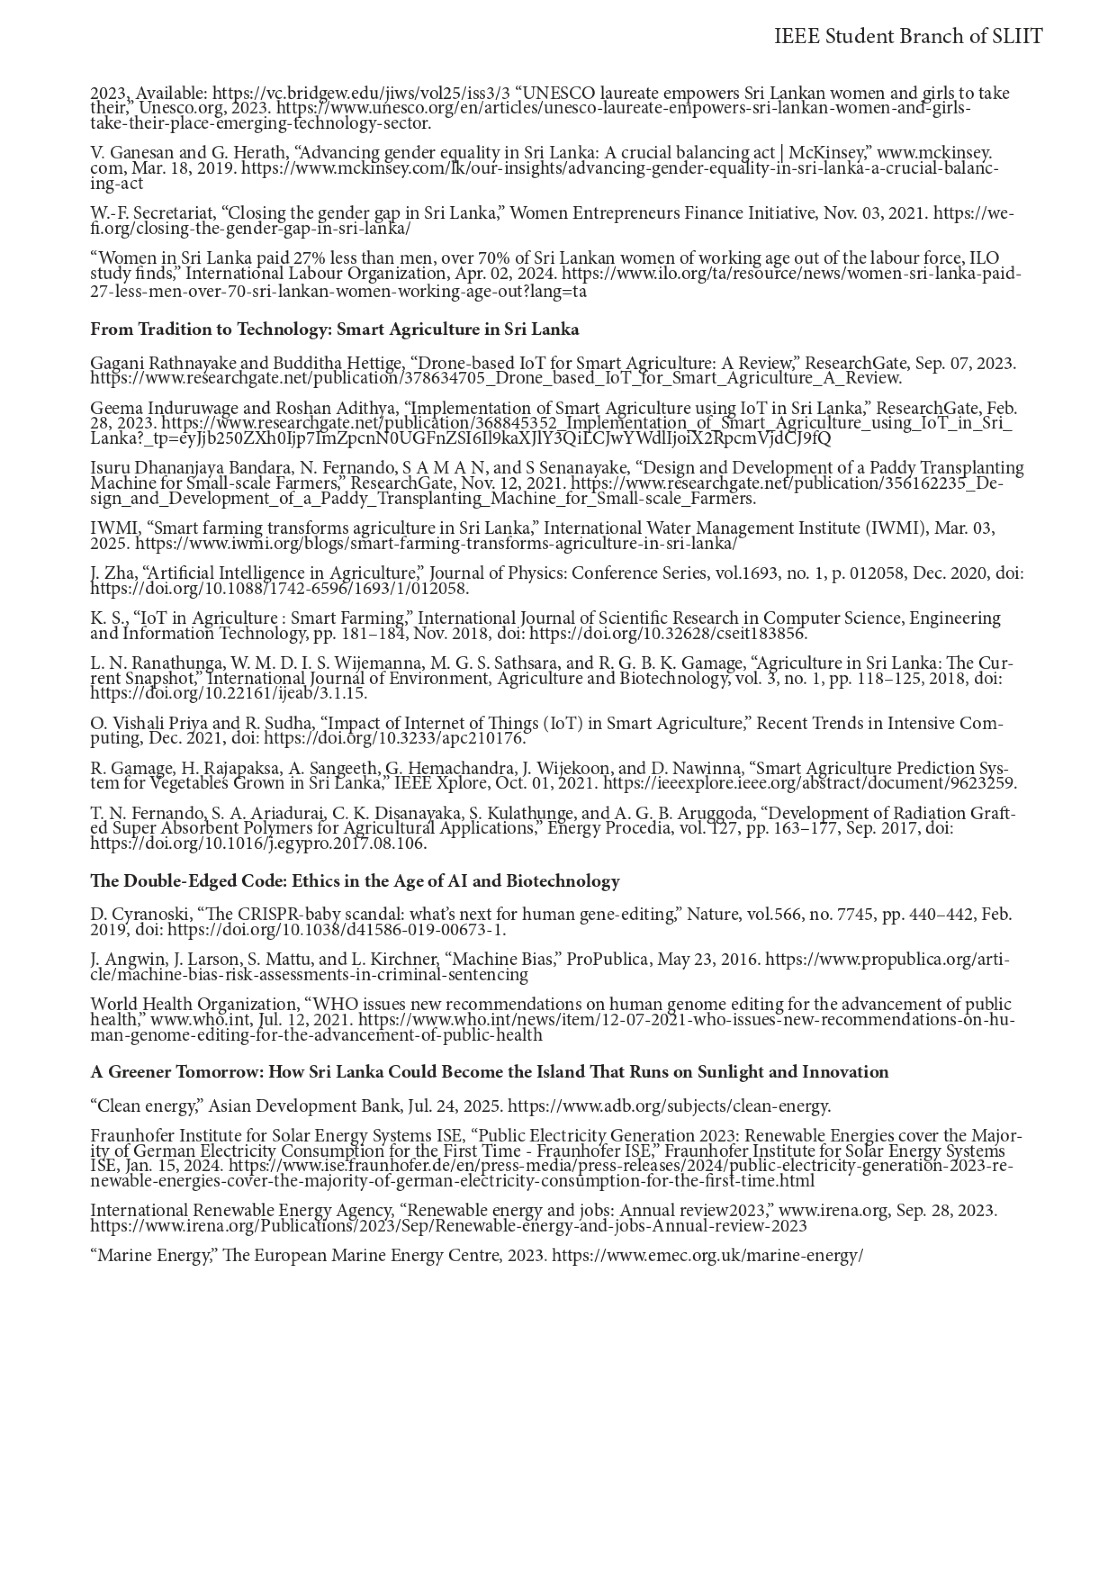 IEEE Student Branch of SLIIT
2023, Available: https://vc.bridgew.edu/jiws/vol25/iss3/3 “UNESCO laureate empowers Sri Lankan women and girls to take
their,” Unesco.org, 2023. https://www.unesco.org/en/articles/unesco-laureate-empowers-sri-lankan-women-and-girls-
take-their-place-emerging-technology-sector.
V. Ganesan and G. Herath, “Advancing gender equality in Sri Lanka: A crucial balancing act | McKinsey,” www.mckinsey.
com, Mar. 18, 2019. https://www.mckinsey.com/lk/our-insights/advancing-gender-equality-in-sri-lanka-a-crucial-balanc-
ing-act
W.-F. Secretariat, “Closing the gender gap in Sri Lanka,” Women Entrepreneurs Finance Initiative, Nov. 03, 2021. https://we-
fi.org/closing-the-gender-gap-in-sri-lanka/
“Women in Sri Lanka paid 27% less than men, over 70% of Sri Lankan women of working age out of the labour force, ILO
study finds,” International Labour Organization, Apr. 02, 2024. https://www.ilo.org/ta/resource/news/women-sri-lanka-paid-
27-less-men-over-70-sri-lankan-women-working-age-out?lang=ta
From Tradition to Technology: Smart Agriculture in Sri Lanka
Gagani Rathnayake and Budditha Hettige, “Drone-based IoT for Smart Agriculture: A Review,” ResearchGate, Sep. 07, 2023.
https://www.researchgate.net/publication/378634705_Drone_based_IoT_for_Smart_Agriculture_A_Review.
Geema Induruwage and Roshan Adithya, “Implementation of Smart Agriculture using IoT in Sri Lanka,” ResearchGate, Feb.
28, 2023. https://www.researchgate.net/publication/368845352_Implementation_of_Smart_Agriculture_using_IoT_in_Sri_
Lanka?_tp=eyJjb250ZXh0Ijp7ImZpcnN0UGFnZSI6Il9kaXJlY3QiLCJwYWdlIjoiX2RpcmVjdCJ9fQ
Isuru Dhananjaya Bandara, N. Fernando, S A M A N, and S Senanayake, “Design and Development of a Paddy Transplanting
Machine for Small-scale Farmers,” ResearchGate, Nov. 12, 2021. https://www.researchgate.net/publication/356162235_De-
sign_and_Development_of_a_Paddy_Transplanting_Machine_for_Small-scale_Farmers.
IWMI, “Smart farming transforms agriculture in Sri Lanka,” International Water Management Institute (IWMI), Mar. 03,
2025. https://www.iwmi.org/blogs/smart-farming-transforms-agriculture-in-sri-lanka/
J. Zha, “Artificial Intelligence in Agriculture,” Journal of Physics: Conference Series, vol.1693, no. 1, p. 012058, Dec. 2020, doi:
https://doi.org/10.1088/1742-6596/1693/1/012058.
K. S., “IoT in Agriculture : Smart Farming,” International Journal of Scientific Research in Computer Science, Engineering
and Information Technology, pp. 181–184, Nov. 2018, doi: https://doi.org/10.32628/cseit183856.
L. N. Ranathunga, W. M. D. I. S. Wijemanna, M. G. S. Sathsara, and R. G. B. K. Gamage, “Agriculture in Sri Lanka: The Cur-
rent Snapshot,” International Journal of Environment, Agriculture and Biotechnology, vol. 3, no. 1, pp. 118–125, 2018, doi:
https://doi.org/10.22161/ijeab/3.1.15.
O. Vishali Priya and R. Sudha, “Impact of Internet of Things (IoT) in Smart Agriculture,” Recent Trends in Intensive Com-
puting, Dec. 2021, doi: https://doi.org/10.3233/apc210176.
R. Gamage, H. Rajapaksa, A. Sangeeth, G. Hemachandra, J. Wijekoon, and D. Nawinna, “Smart Agriculture Prediction Sys-
tem for Vegetables Grown in Sri Lanka,” IEEE Xplore, Oct. 01, 2021. https://ieeexplore.ieee.org/abstract/document/9623259.
T. N. Fernando, S. A. Ariadurai, C. K. Disanayaka, S. Kulathunge, and A. G. B. Aruggoda, “Development of Radiation Graft-
ed Super Absorbent Polymers for Agricultural Applications,” Energy Procedia, vol. 127, pp. 163–177, Sep. 2017, doi:
https://doi.org/10.1016/j.egypro.2017.08.106.
The Double-Edged Code: Ethics in the Age of AI and Biotechnology
D. Cyranoski, “The CRISPR-baby scandal: what’s next for human gene-editing,” Nature, vol.566, no. 7745, pp. 440–442, Feb.
2019, doi: https://doi.org/10.1038/d41586-019-00673-1.
J. Angwin, J. Larson, S. Mattu, and L. Kirchner, “Machine Bias,” ProPublica, May 23, 2016. https://www.propublica.org/arti-
cle/machine-bias-risk-assessments-in-criminal-sentencing
World Health Organization, “WHO issues new recommendations on human genome editing for the advancement of public
health,” www.who.int, Jul. 12, 2021. https://www.who.int/news/item/12-07-2021-who-issues-new-recommendations-on-hu-
man-genome-editing-for-the-advancement-of-public-health
A Greener Tomorrow: How Sri Lanka Could Become the Island That Runs on Sunlight and Innovation
“Clean energy,” Asian Development Bank, Jul. 24, 2025. https://www.adb.org/subjects/clean-energy.
Fraunhofer Institute for Solar Energy Systems ISE, “Public Electricity Generation 2023: Renewable Energies cover the Major-
ity of German Electricity Consumption for the First Time - Fraunhofer ISE,” Fraunhofer Institute for Solar Energy Systems
ISE, Jan. 15, 2024. https://www.ise.fraunhofer.de/en/press-media/press-releases/2024/public-electricity-generation-2023-re-
newable-energies-cover-the-majority-of-german-electricity-consumption-for-the-first-time.html
International Renewable Energy Agency, “Renewable energy and jobs: Annual review2023,” www.irena.org, Sep. 28, 2023.
https://www.irena.org/Publications/2023/Sep/Renewable-energy-and-jobs-Annual-review-2023
“Marine Energy,” The European Marine Energy Centre, 2023. https://www.emec.org.uk/marine-energy/